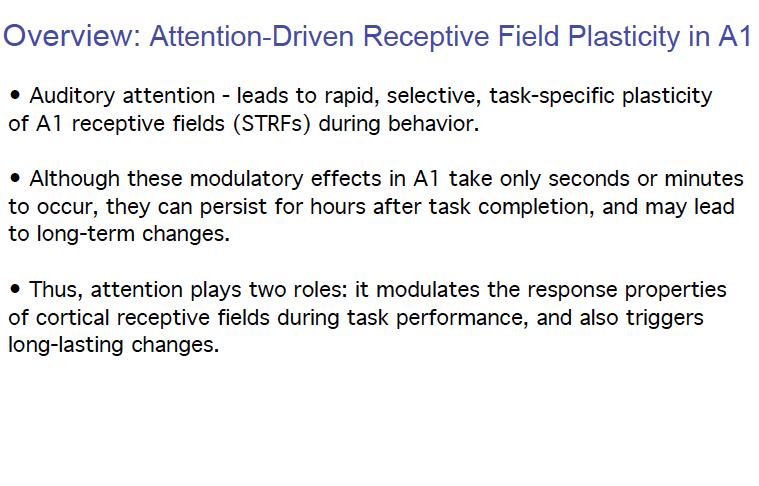 Overview: Attention-Driven Receptive Field Plasticity in A1
• Auditory attention - leads to rapid, selective, task-specific plasticity
of A1 receptive fields (STRFs) during behavior.
• Although these modulatory effects in A1 take only seconds or minutes
to occur, they can persist for hours after task completion, and may lead
to long-term changes.
• Thus, attention plays two roles: it modulates the response properties
of cortical receptive fields during task performance, and also triggers
long-lasting changes.